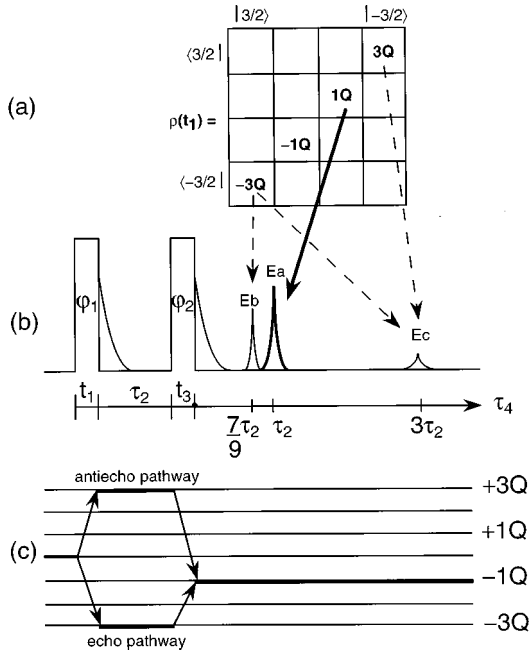 |3/2⟩ |-3/2⟩
⟨3/2| 3Q
(a) 1Q
ρ(t₁) =
-1Q
⟨-3/2| -3Q
Ea
Eb
φ₁ φ₂
(b) Ec
t₁ τ₂ t₃ τ₄
7/9 τ₂ τ₂ 3τ₂
antiecho pathway +3Q
+1Q
(c)
-1Q
-3Q
echo pathway